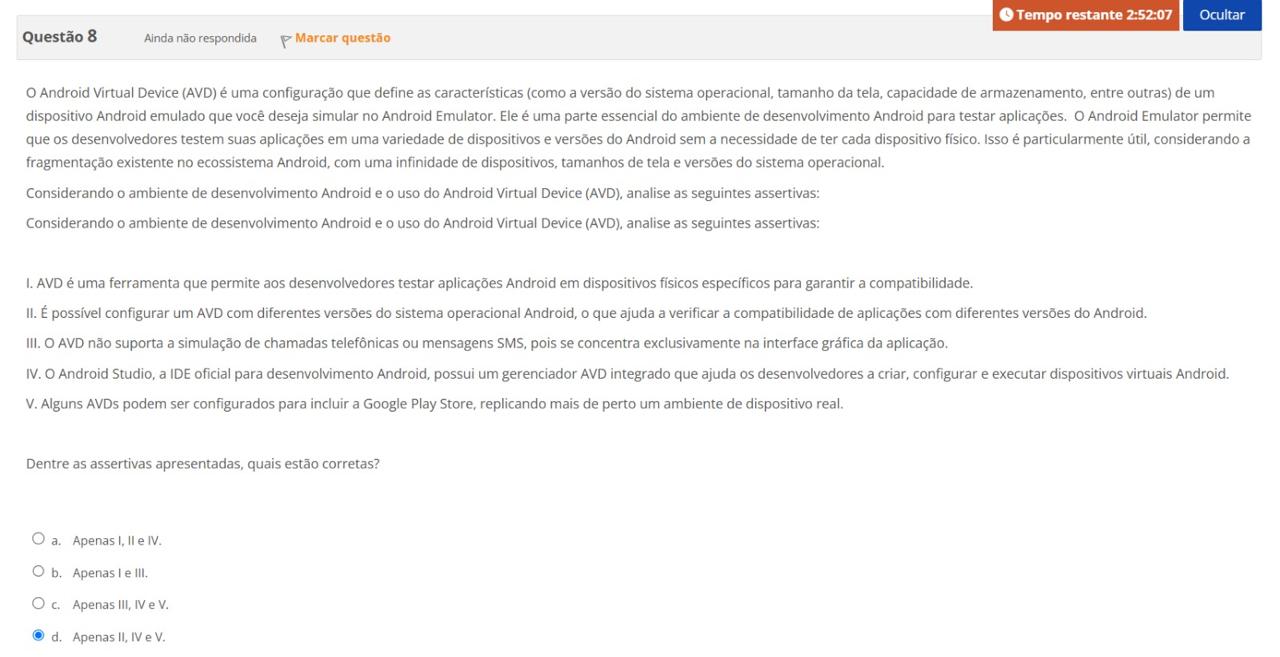 Tempo restante 2:52:07
Ocultar
Questão 8
Ainda não respondida
Marcar questão
O Android Virtual Device (AVD) é uma configuração que define as características (como a versão do sistema operacional, tamanho da tela, capacidade de armazenamento, entre outras) de um
dispositivo Android emulado que você deseja simular no Android Emulator. Ele é uma parte essencial do ambiente de desenvolvimento Android para testar aplicações.  O Android Emulator permite
que os desenvolvedores testem suas aplicações em uma variedade de dispositivos e versões do Android sem a necessidade de ter cada dispositivo físico. Isso é particularmente útil, considerando a
fragmentação existente no ecossistema Android, com uma infinidade de dispositivos, tamanhos de tela e versões do sistema operacional.
Considerando o ambiente de desenvolvimento Android e o uso do Android Virtual Device (AVD), analise as seguintes assertivas:
Considerando o ambiente de desenvolvimento Android e o uso do Android Virtual Device (AVD), analise as seguintes assertivas:
I. AVD é uma ferramenta que permite aos desenvolvedores testar aplicações Android em dispositivos físicos específicos para garantir a compatibilidade.
II. É possível configurar um AVD com diferentes versões do sistema operacional Android, o que ajuda a verificar a compatibilidade de aplicações com diferentes versões do Android.
III. O AVD não suporta a simulação de chamadas telefônicas ou mensagens SMS, pois se concentra exclusivamente na interface gráfica da aplicação.
IV. O Android Studio, a IDE oficial para desenvolvimento Android, possui um gerenciador AVD integrado que ajuda os desenvolvedores a criar, configurar e executar dispositivos virtuais Android.
V. Alguns AVDs podem ser configurados para incluir a Google Play Store, replicando mais de perto um ambiente de dispositivo real.
Dentre as assertivas apresentadas, quais estão corretas?
a. Apenas I, II e IV.
b. Apenas I e III.
c. Apenas III, IV e V.
d. Apenas II, IV e V.